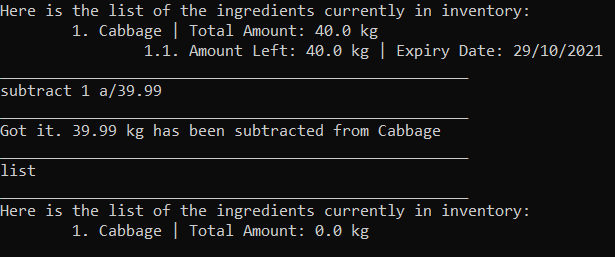 Here is the list of the ingredients currently in inventory:
1. Cabbage | Total Amount: 40.0 kg
1.1. Amount Left: 40.0 kg | Expiry Date: 29/10/2021
subtract 1 a/39.99
Got it. 39.99 kg has been subtracted from Cabbage
list
Here is the list of the ingredients currently in inventory:
1. Cabbage | Total Amount: 0.0 kg